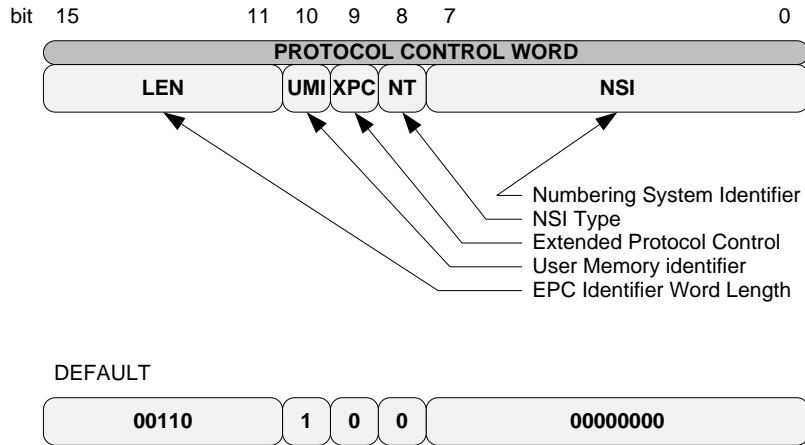 bit 15 11 10 9 8 7 0
PROTOCOL CONTROL WORD
LEN UMI XPC NT NSI
Numbering System Identifier
NSI Type
Extended Protocol Control
User Memory identifier
EPC Identifier Word Length
DEFAULT
00110 1 0 0 00000000